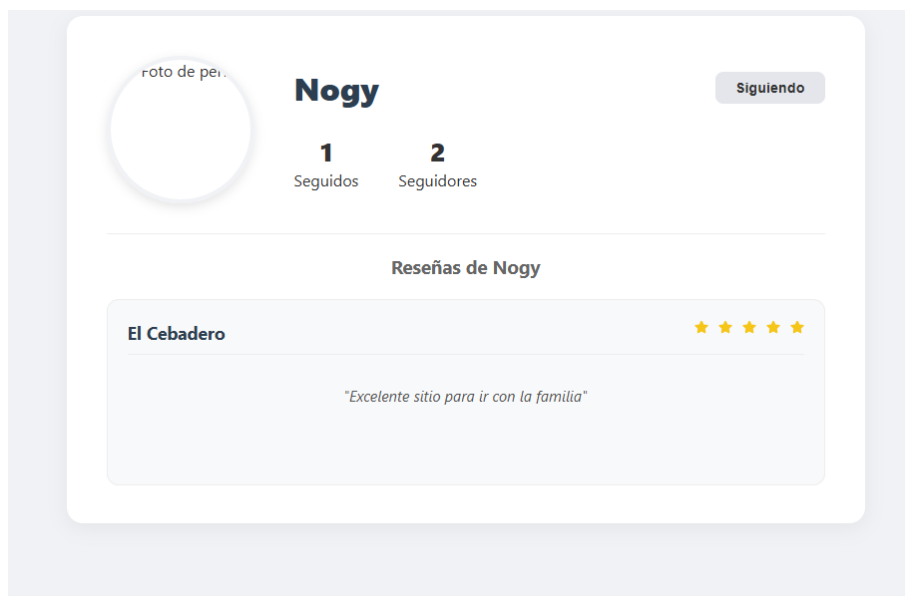 Foto de per
Nogy
Siguiendo
1 2
Seguidos Seguidores
Reseñas de Nogy
El Cebadero
"Excelente sitio para ir con la familia"